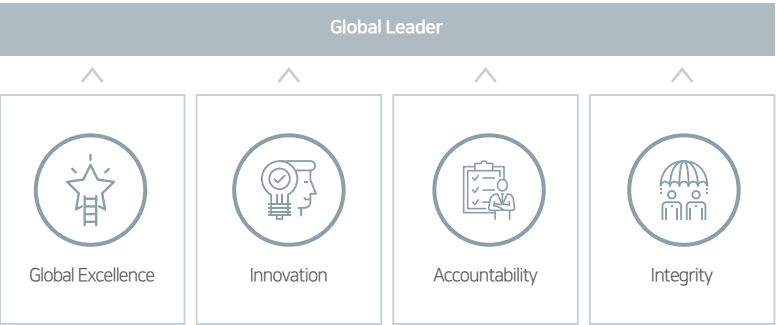 Global Leader
Global Excellence
Innovation
Accountability
Integrity